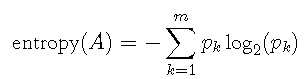 entropy(A) = − ∑_{k=1}^{m} p_k log_2(p_k)